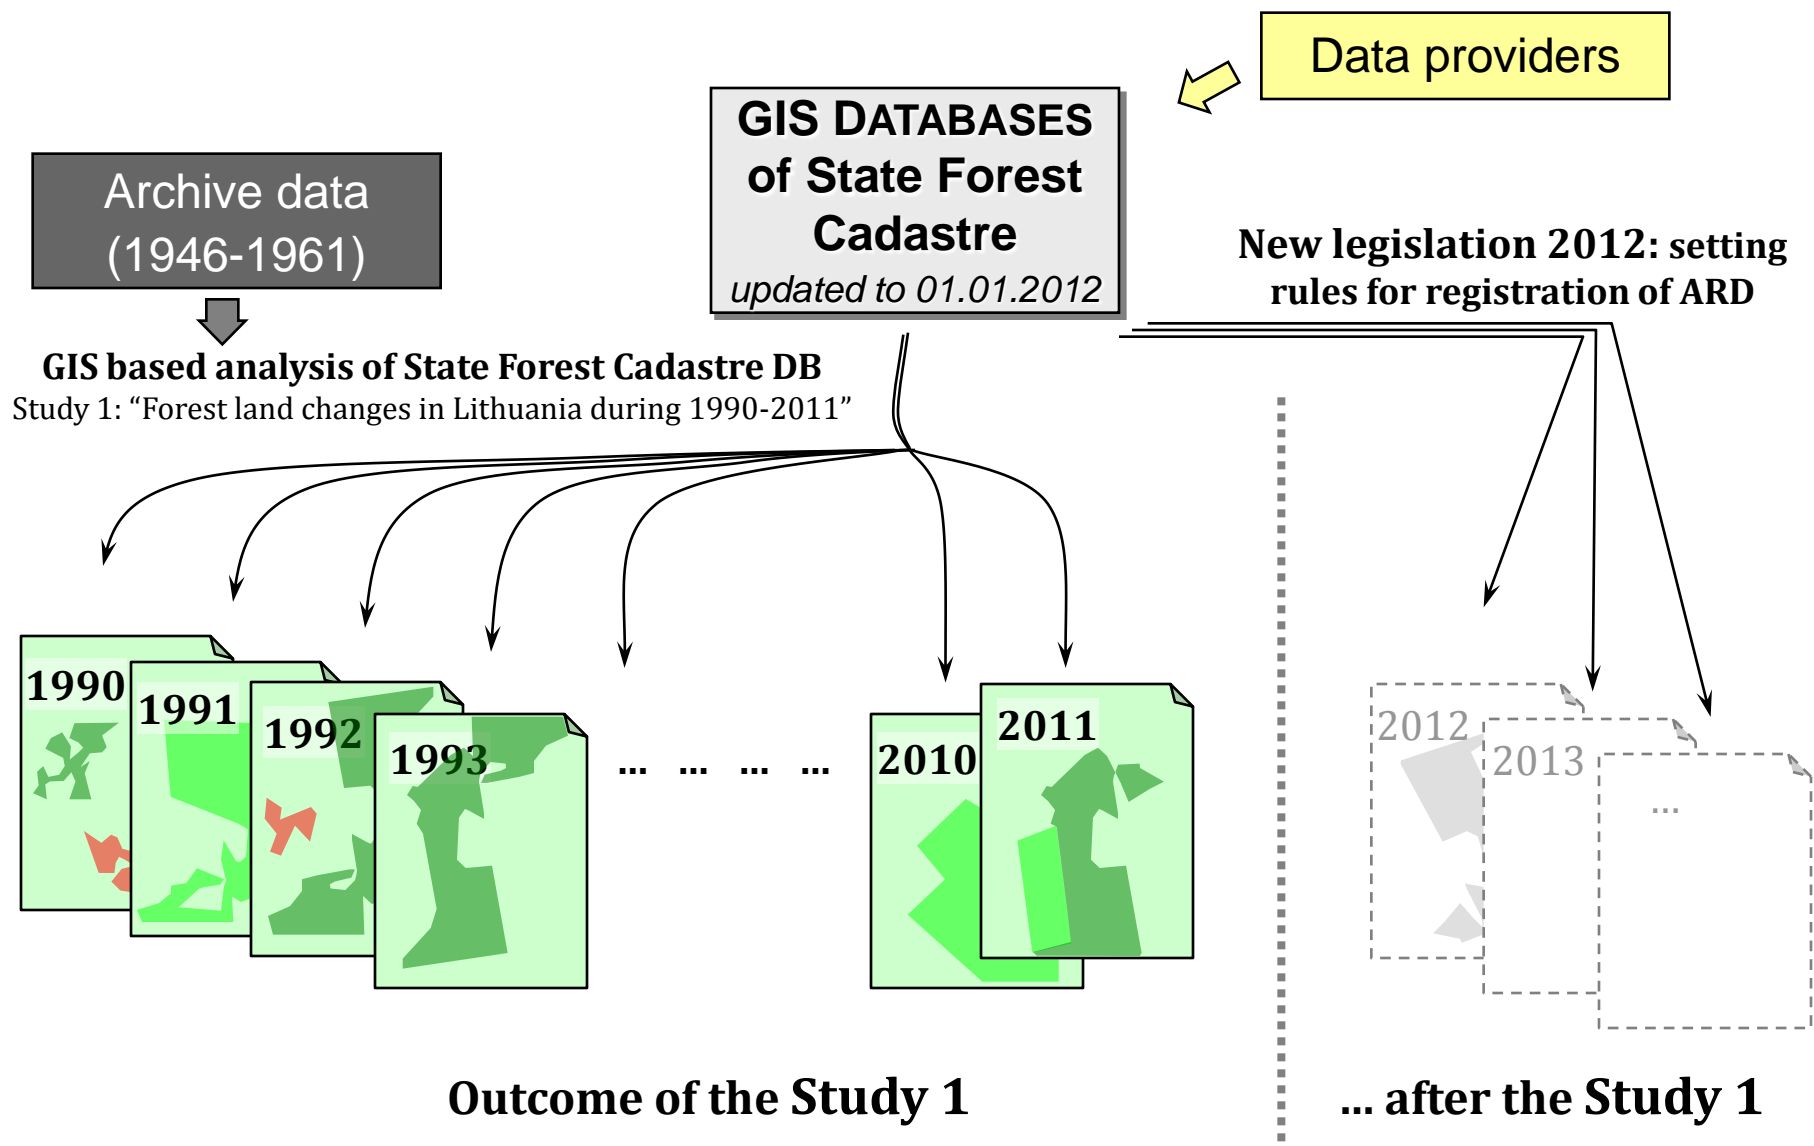 Data providers
GIS DATABASES
of State Forest
Cadastre
updated to 01.01.2012
Archive data
(1946-1961)
New legislation 2012: setting
rules for registration of ARD
GIS based analysis of State Forest Cadastre DB
Study 1: “Forest land changes in Lithuania during 1990-2011”
1990
1991
1992
1993
... ... ... ...
2010
2011
2012
2013
...
Outcome of the Study 1
... after the Study 1